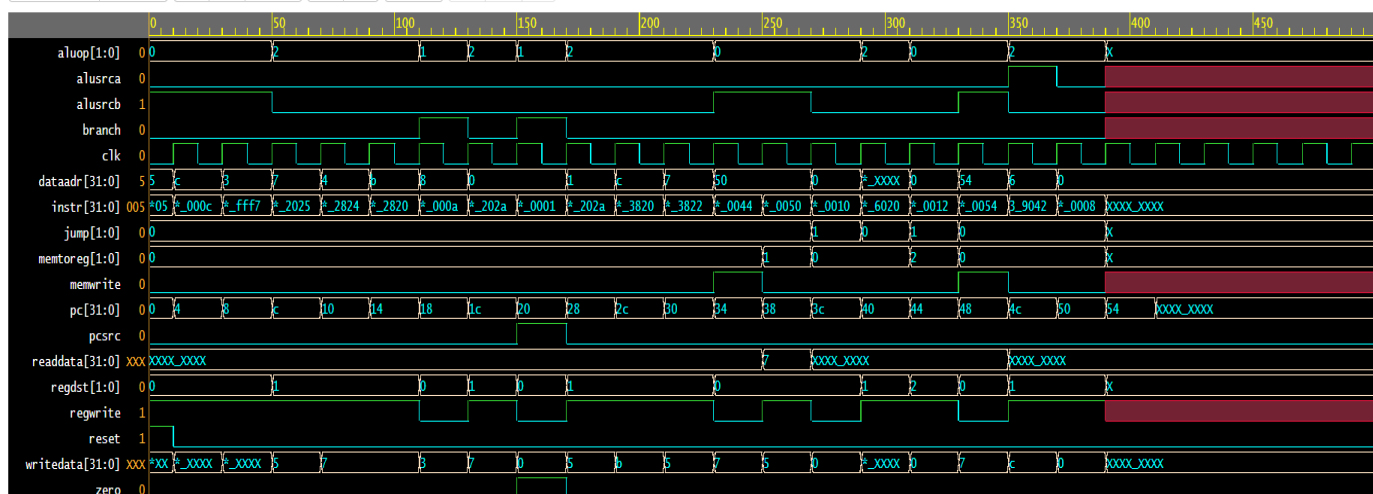 0 50 100 150 200 250 300 350 400 450
aluop[1:0] 0 0 2 1 2 1 2 0 2 0 2 X
alusrca 0
alusrcb 1
branch 0
clk 0
dataadr[31:0] 5 5 c 3 7 4 b 8 0 1 c 7 50 0 *_XXXX 0 54 6 0
instr[31:0] 005 *05 *_000c *_fff7 *_2025 *_2824 *_2820 *_000a *_202a *_0001 *_202a *_3820 *_3822 *_0044 *_0050 *_0010 *_6020 *_0012 *_0054 3_9042 *_0008 XXXX_XXXX
jump[1:0] 0 0 1 0 1 0 X
memtoreg[1:0] 0 0 1 0 2 0 X
memwrite 0
pc[31:0] 0 0 4 8 c 10 14 18 1c 20 28 2c 30 34 38 3c 40 44 48 4c 50 54 XXXX_XXXX
pcsrc 0
readdata[31:0] XXX XXXX_XXXX 7 XXXX_XXXX XXXX_XXXX
regdst[1:0] 0 0 1 0 1 0 1 0 1 2 0 1 X
regwrite 1
reset 1
writedata[31:0] XXX *XX *_XXXX *_XXXX 5 7 3 7 0 5 b 5 7 5 0 *_XXXX 0 7 c 0 XXXX_XXXX
zero 0